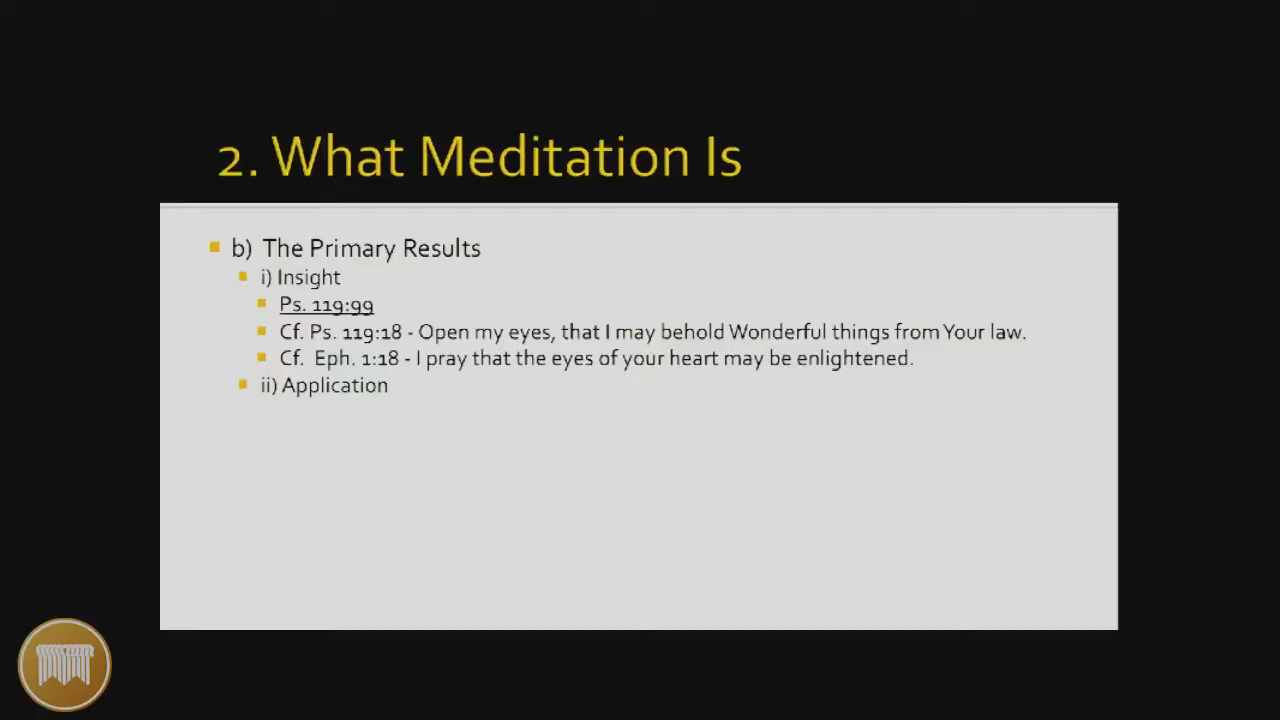 2. What Meditation Is
b) The Primary Results
i) Insight
Ps. 119:99
Cf. Ps. 119:18 - Open my eyes, that I may behold Wonderful things from Your law.
Cf. Eph. 1:18 - I pray that the eyes of your heart may be enlightened.
ii) Application